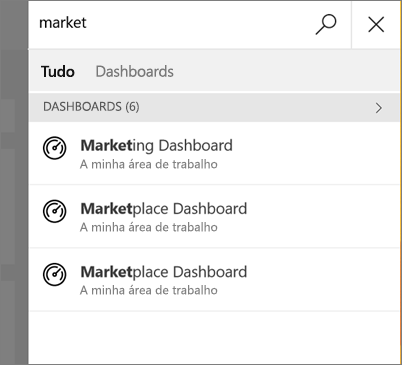 market
Tudo Dashboards
DASHBOARDS (6)
Marketing Dashboard
A minha área de trabalho
Marketplace Dashboard
A minha área de trabalho
Marketplace Dashboard
A minha área de trabalho